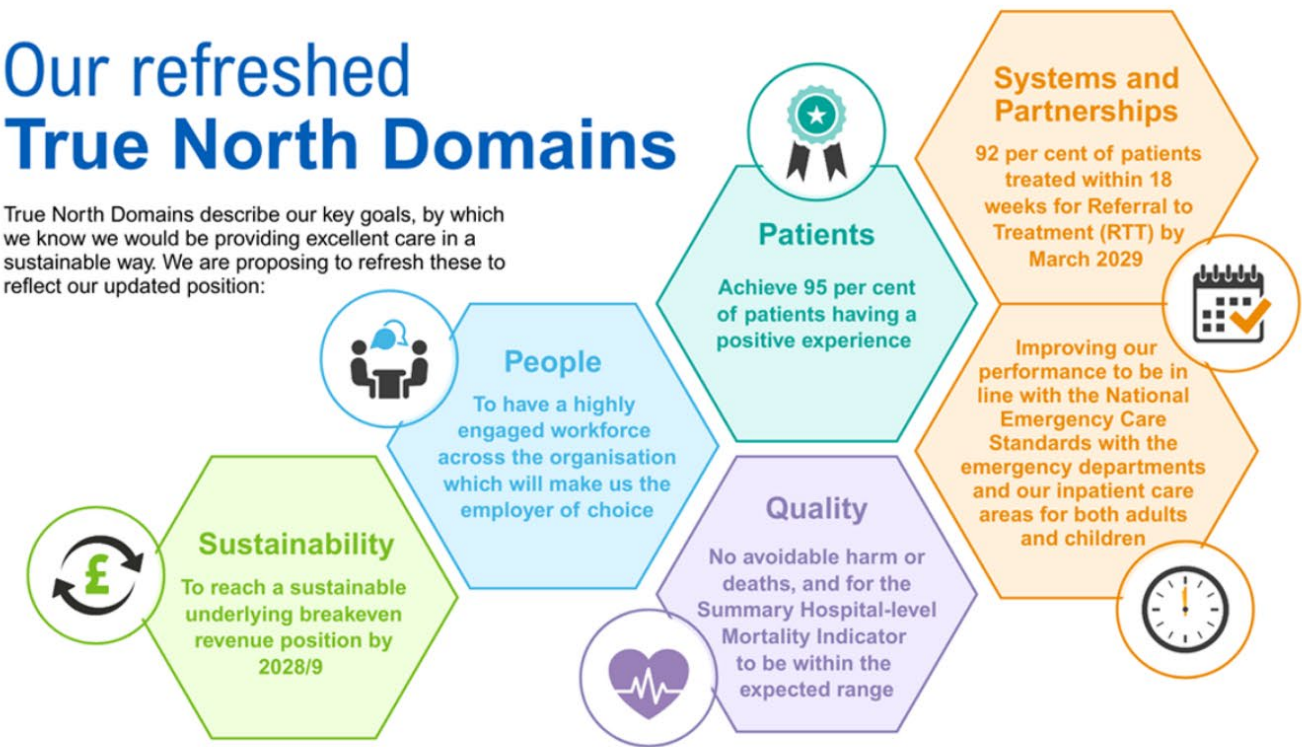 Our refreshed
True North Domains
True North Domains describe our key goals, by which
we know we would be providing excellent care in a
sustainable way. We are proposing to refresh these to
reflect our updated position:
Sustainability
To reach a sustainable
underlying breakeven
revenue position by
2028/9
£
People
To have a highly
engaged workforce
across the organisation
which will make us the
employer of choice
Patients
Achieve 95 per cent
of patients having a
positive experience
Quality
No avoidable harm or
deaths, and for the
Summary Hospital-level
Mortality Indicator
to be within the
expected range
Systems and
Partnerships
92 per cent of patients
treated within 18
weeks for Referral to
Treatment (RTT) by
March 2029
Improving our
performance to be in
line with the National
Emergency Care
Standards with the
emergency departments
and our inpatient care
areas for both adults
and children